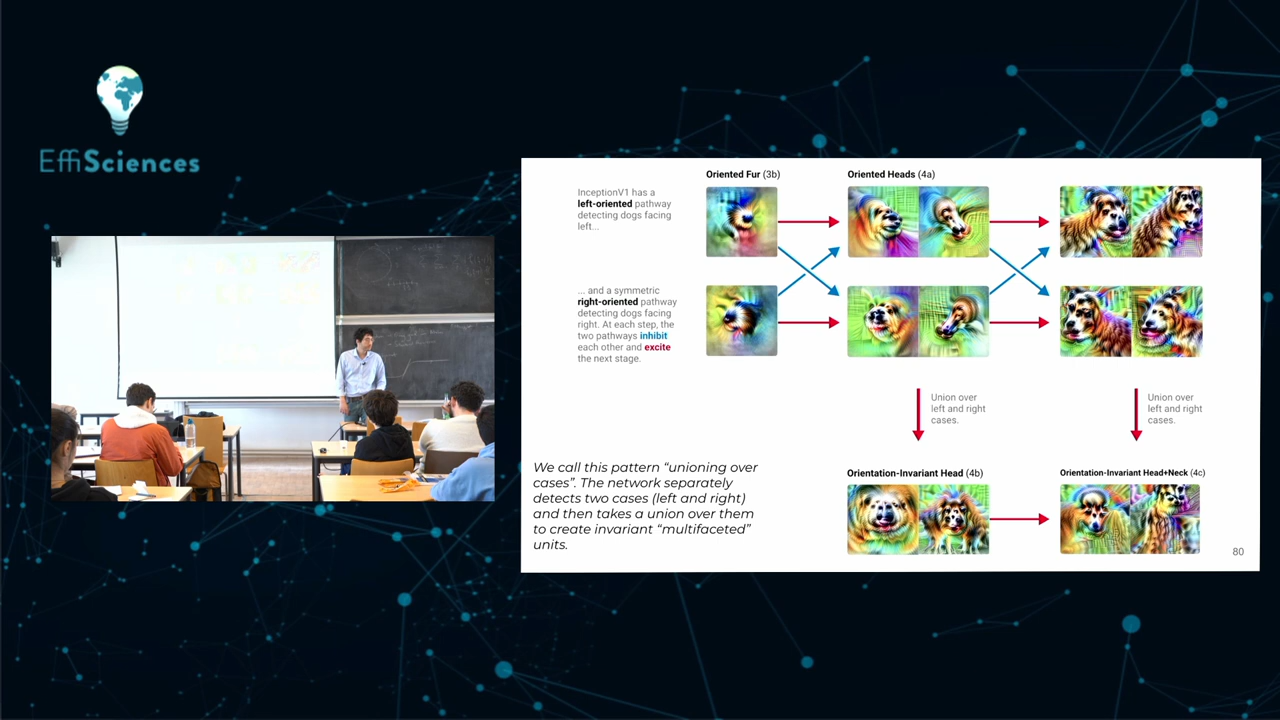 EffiSciences
Oriented Fur (3b)
Oriented Heads (4a)
InceptionV1 has a
left-oriented pathway
detecting dogs facing
left...
... and a symmetric
right-oriented pathway
detecting dogs facing
right. At each step, the
two pathways inhibit
each other and excite
the next stage.
Union over
left and right
cases.
Union over
left and right
cases.
We call this pattern “unioning over
cases”. The network separately
detects two cases (left and right)
and then takes a union over them
to create invariant “multifaceted”
units.
Orientation-Invariant Head (4b)
Orientation-Invariant Head+Neck (4c)
80